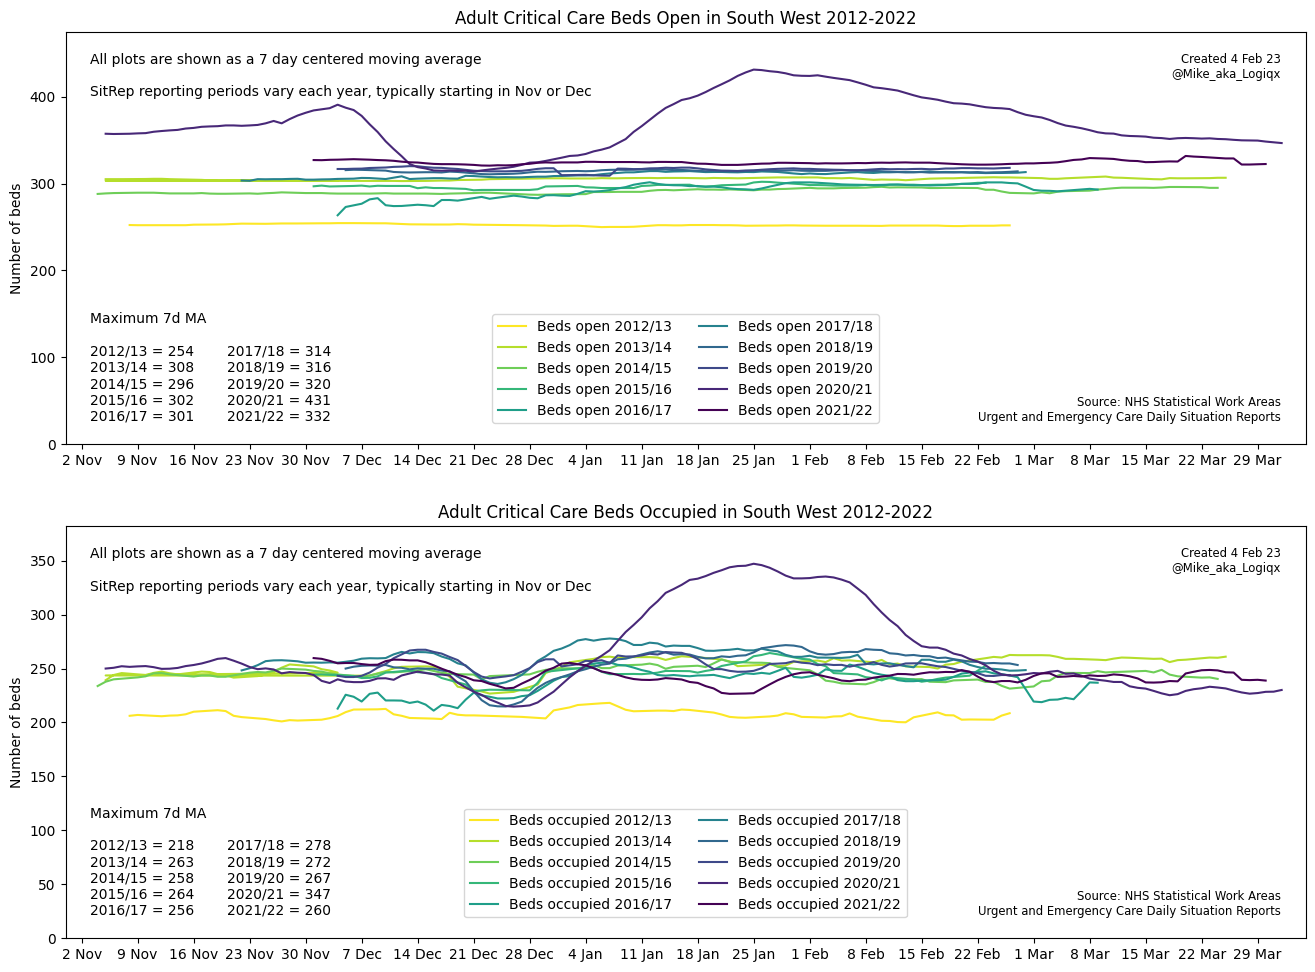 Adult Critical Care Beds Open in South West 2012-2022
All plots are shown as a 7 day centered moving average
SitRep reporting periods vary each year, typically starting in Nov or Dec
Created 4 Feb 23
@Mike_aka_Logiqx
Number of beds
400
300
200
100
0
Maximum 7d MA
2012/13 = 254 2017/18 = 314
2013/14 = 308 2018/19 = 316
2014/15 = 296 2019/20 = 320
2015/16 = 302 2020/21 = 431
2016/17 = 301 2021/22 = 332
Beds open 2012/13 Beds open 2017/18
Beds open 2013/14 Beds open 2018/19
Beds open 2014/15 Beds open 2019/20
Beds open 2015/16 Beds open 2020/21
Beds open 2016/17 Beds open 2021/22
Source: NHS Statistical Work Areas
Urgent and Emergency Care Daily Situation Reports
2 Nov 9 Nov 16 Nov 23 Nov 30 Nov 7 Dec 14 Dec 21 Dec 28 Dec 4 Jan 11 Jan 18 Jan 25 Jan 1 Feb 8 Feb 15 Feb 22 Feb 1 Mar 8 Mar 15 Mar 22 Mar 29 Mar
Adult Critical Care Beds Occupied in South West 2012-2022
All plots are shown as a 7 day centered moving average
SitRep reporting periods vary each year, typically starting in Nov or Dec
Created 4 Feb 23
@Mike_aka_Logiqx
Number of beds
350
300
250
200
150
100
50
0
Maximum 7d MA
2012/13 = 218 2017/18 = 278
2013/14 = 263 2018/19 = 272
2014/15 = 258 2019/20 = 267
2015/16 = 264 2020/21 = 347
2016/17 = 256 2021/22 = 260
Beds occupied 2012/13 Beds occupied 2017/18
Beds occupied 2013/14 Beds occupied 2018/19
Beds occupied 2014/15 Beds occupied 2019/20
Beds occupied 2015/16 Beds occupied 2020/21
Beds occupied 2016/17 Beds occupied 2021/22
Source: NHS Statistical Work Areas
Urgent and Emergency Care Daily Situation Reports
2 Nov 9 Nov 16 Nov 23 Nov 30 Nov 7 Dec 14 Dec 21 Dec 28 Dec 4 Jan 11 Jan 18 Jan 25 Jan 1 Feb 8 Feb 15 Feb 22 Feb 1 Mar 8 Mar 15 Mar 22 Mar 29 Mar